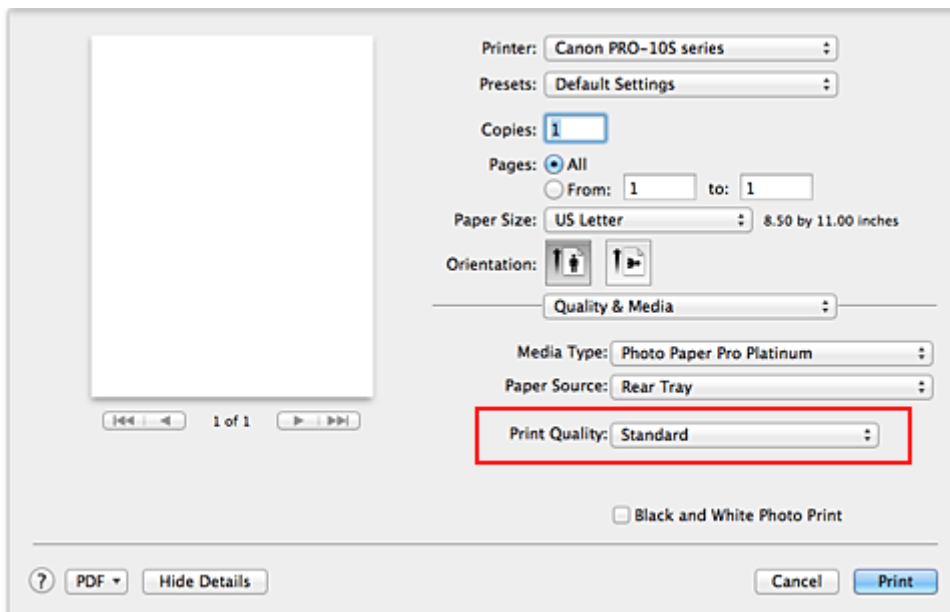 Printer: Canon PRO-10S series
Presets: Default Settings
Copies: 1
Pages: All
From: 1 to: 1
Paper Size: US Letter 8.50 by 11.00 inches
Orientation:
Quality & Media
Media Type: Photo Paper Pro Platinum
Paper Source: Rear Tray
1 of 1
Print Quality: Standard
Black and White Photo Print
? PDF Hide Details Cancel Print